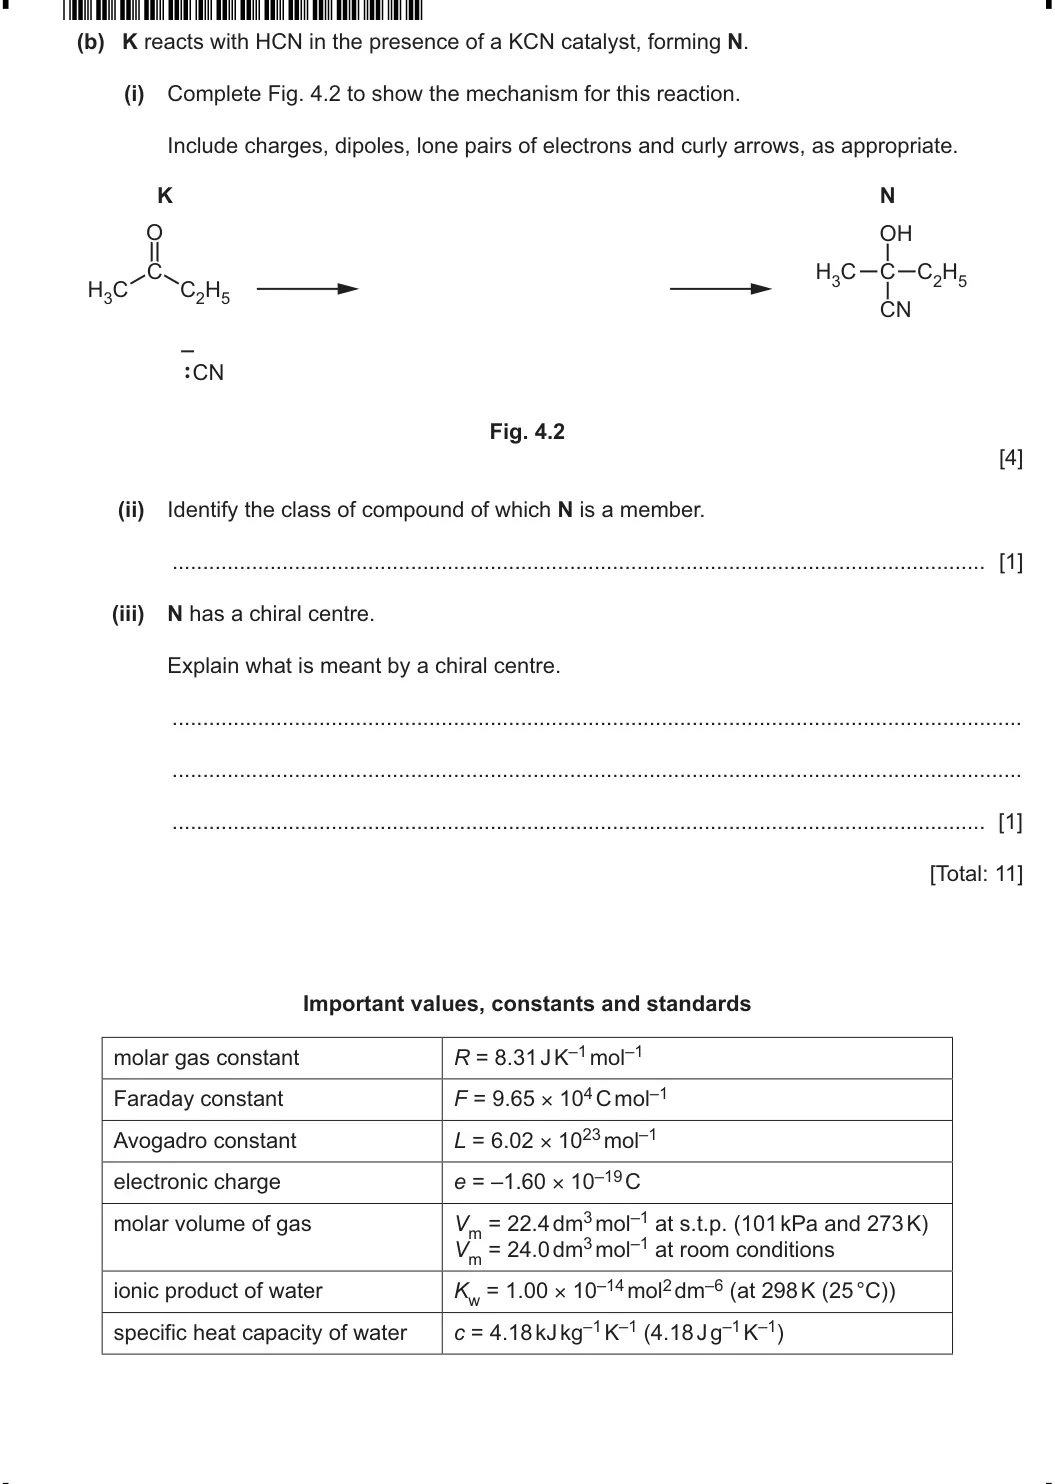 (b) K reacts with HCN in the presence of a KCN catalyst, forming N.
(i) Complete Fig. 4.2 to show the mechanism for this reaction.
Include charges, dipoles, lone pairs of electrons and curly arrows, as appropriate.
K
N
O
C
H₃C
C₂H₅
OH
H₃C–C–C₂H₅
CN
–
:CN
Fig. 4.2
[4]
(ii) Identify the class of compound of which N is a member.
.......... [1]
(iii) N has a chiral centre.
Explain what is meant by a chiral centre.
..........
..........
.......... [1]
[Total: 11]
Important values, constants and standards
molar gas constant R = 8.31 J K⁻¹ mol⁻¹
Faraday constant F = 9.65 × 10⁴ C mol⁻¹
Avogadro constant L = 6.02 × 10²³ mol⁻¹
electronic charge e = –1.60 × 10⁻¹⁹ C
molar volume of gas Vₘ = 22.4 dm³ mol⁻¹ at s.t.p. (101 kPa and 273 K)
Vₘ = 24.0 dm³ mol⁻¹ at room conditions
ionic product of water K_w = 1.00 × 10⁻¹⁴ mol² dm⁻⁶ (at 298 K (25 °C))
specific heat capacity of water c = 4.18 kJ kg⁻¹ K⁻¹ (4.18 J g⁻¹ K⁻¹)